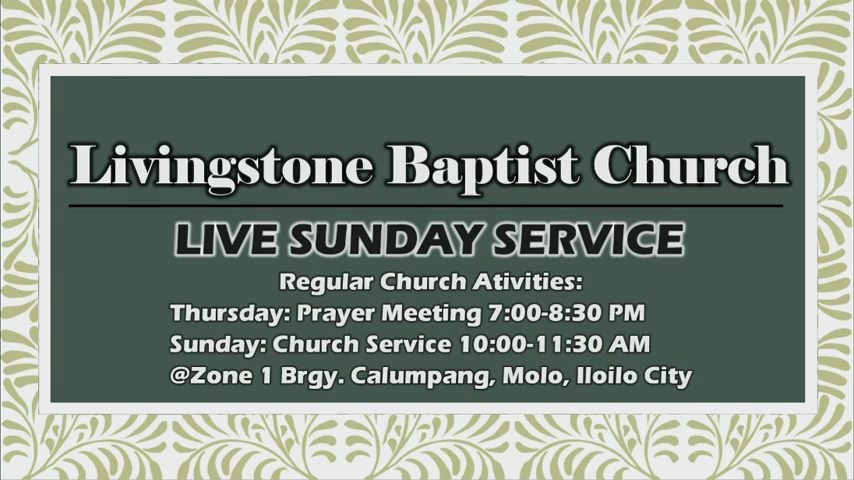 Livingstone Baptist Church
LIVE SUNDAY SERVICE
Regular Church Ativities:
Thursday: Prayer Meeting 7:00-8:30 PM
Sunday: Church Service 10:00-11:30 AM
@Zone 1 Brgy. Calumpang, Molo, Iloilo City